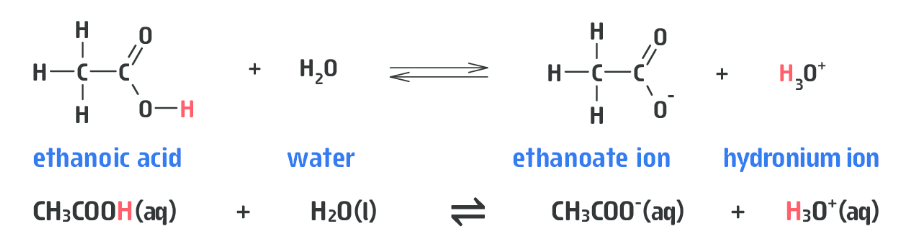 H O
H C C + H₂O ⇌ H C C O + H₃O⁺
H O H H O⁻
ethanoic acid water ethanoate ion hydronium ion
CH₃COOH(aq) + H₂O(l) ⇌ CH₃COO⁻(aq) + H₃O⁺(aq)